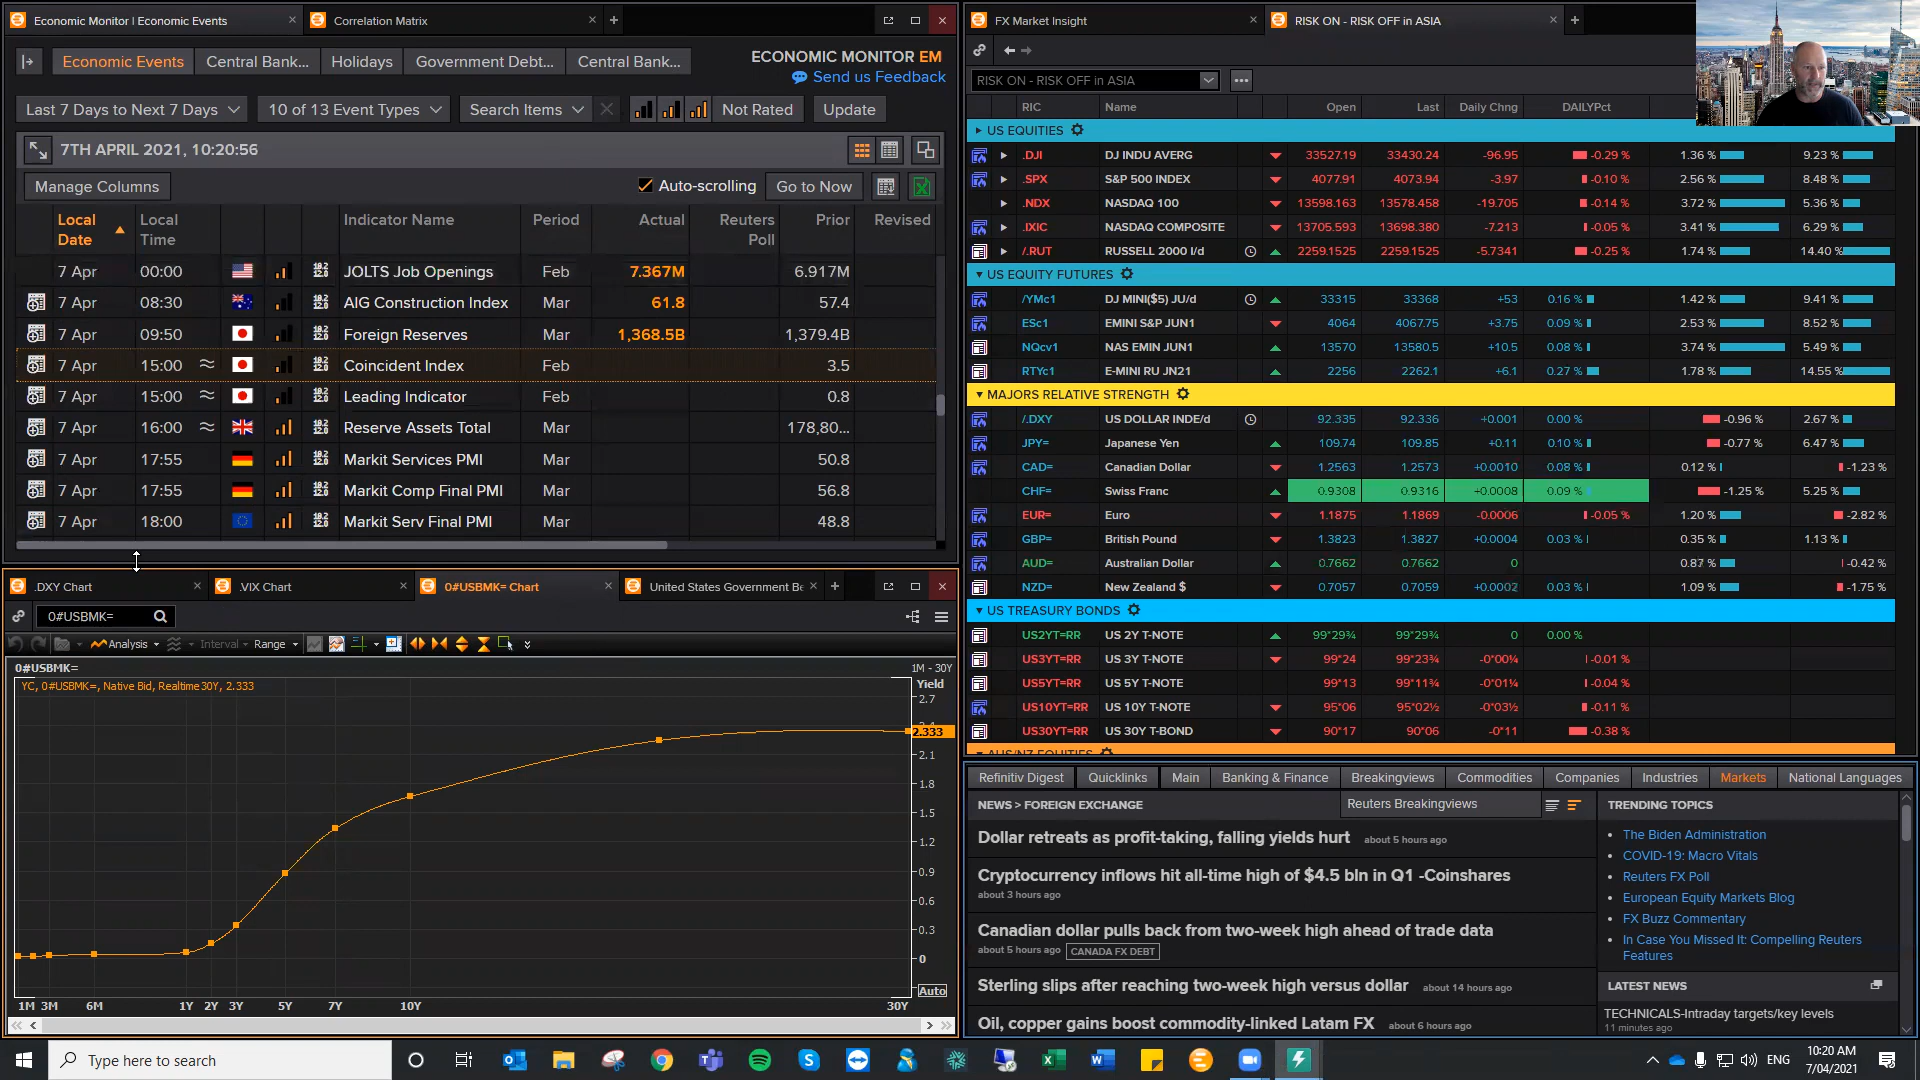 Economic Monitor | Economic Events
Correlation Matrix
Economic Events
Central Bank...
Holidays
Government Debt...
Central Bank...
ECONOMIC MONITOR EM
Send us Feedback
Last 7 Days to Next 7 Days
10 of 13 Event Types
Search Items
Not Rated
Update
7TH APRIL 2021, 10:20:56
Manage Columns
Auto-scrolling
Go to Now
Local Date
Local Time
Indicator Name
Period
Actual
Reuters Poll
Prior
Revised
7 Apr 00:00 JOLTS Job Openings Feb 7.367M 6.917M
7 Apr 08:30 AIG Construction Index Mar 61.8 57.4
7 Apr 09:50 Foreign Reserves Mar 1,368.5B 1,379.4B
7 Apr 15:00 ≈ Coincident Index Feb 3.5
7 Apr 15:00 ≈ Leading Indicator Feb 0.8
7 Apr 16:00 ≈ Reserve Assets Total Mar 178,80...
7 Apr 17:55 Markit Services PMI Mar 50.8
7 Apr 17:55 Markit Comp Final PMI Mar 56.8
7 Apr 18:00 Markit Serv Final PMI Mar 48.8
.DXY Chart
.VIX Chart
0#USBMK= Chart
United States Government Be
0#USBMK=
Analysis
Interval
Range
0#USBMK=
1M - 30Y
YC, 0#USBMK=, Native Bid, Realtime 30Y, 2.333
Yield
2.7
2.4
2.333
2.1
1.8
1.5
1.2
0.9
0.6
0.3
0
Auto
1M 3M 6M 1Y 2Y 3Y 5Y 7Y 10Y 30Y
FX Market Insight
RISK ON - RISK OFF in ASIA
RISK ON - RISK OFF in ASIA
RIC Name Open Last Daily Chng DAILYPct
US EQUITIES
.DJI DJ INDU AVERG 33527.19 33430.24 -96.95 -0.29 % 1.36 % 9.23 %
.SPX S&P 500 INDEX 4077.91 4073.94 -3.97 -0.10 % 2.56 % 8.48 %
.NDX NASDAQ 100 13598.163 13578.458 -19.705 -0.14 % 3.72 % 5.36 %
.IXIC NASDAQ COMPOSITE 13705.593 13698.380 -7.213 -0.05 % 3.41 % 6.29 %
/.RUT RUSSELL 2000 I/d 2259.1525 2259.1525 -5.7341 -0.25 % 1.74 % 14.40 %
US EQUITY FUTURES
/YMc1 DJ MINI($5) JU/d 33315 33368 +53 0.16 % 1.42 % 9.41 %
ESc1 EMINI S&P JUN1 4064 4067.75 +3.75 0.09 % 2.53 % 8.52 %
NQcv1 NAS EMIN JUN1 13570 13580.5 +10.5 0.08 % 3.74 % 5.49 %
RTYc1 E-MINI RU JN21 2256 2262.1 +6.1 0.27 % 1.78 % 14.55 %
MAJORS RELATIVE STRENGTH
/.DXY US DOLLAR INDE/d 92.335 92.336 +0.001 0.00 % -0.96 % 2.67 %
JPY= Japanese Yen 109.74 109.85 +0.11 0.10 % -0.77 % 6.47 %
CAD= Canadian Dollar 1.2563 1.2573 +0.0010 0.08 % 0.12 % -1.23 %
CHF= Swiss Franc 0.9308 0.9316 +0.0008 0.09 % -1.25 % 5.25 %
EUR= Euro 1.1875 1.1869 -0.0006 -0.05 % 1.20 % -2.82 %
GBP= British Pound 1.3823 1.3827 +0.0004 0.03 % 0.35 % 1.13 %
AUD= Australian Dollar 0.7662 0.7662 0 0.87 % -0.42 %
NZD= New Zealand $ 0.7057 0.7059 +0.0002 0.03 % 1.09 % -1.75 %
US TREASURY BONDS
US2YT=RR US 2Y T-NOTE 99*29¾ 99*29¾ 0 0.00 %
US3YT=RR US 3Y T-NOTE 99*24 99*23¾ -0*00¼ -0.01 %
US5YT=RR US 5Y T-NOTE 99*13 99*11¾ -0*01¼ -0.04 %
US10YT=RR US 10Y T-NOTE 95*06 95*02½ -0*03½ -0.11 %
US30YT=RR US 30Y T-BOND 90*17 90*06 -0*11 -0.38 %
AUS/NZ EQUITIES
Refinitiv Digest
Quicklinks
Main
Banking & Finance
Breakingviews
Commodities
Companies
Industries
Markets
National Languages
NEWS > FOREIGN EXCHANGE
Reuters Breakingviews
Dollar retreats as profit-taking, falling yields hurt about 5 hours ago
Cryptocurrency inflows hit all-time high of $4.5 bln in Q1 -Coinshares
about 3 hours ago
Canadian dollar pulls back from two-week high ahead of trade data
about 5 hours ago CANADA FX DEBT
Sterling slips after reaching two-week high versus dollar about 14 hours ago
Oil, copper gains boost commodity-linked Latam FX about 6 hours ago
TRENDING TOPICS
The Biden Administration
COVID-19: Macro Vitals
Reuters FX Poll
European Equity Markets Blog
FX Buzz Commentary
In Case You Missed It: Compelling Reuters
Features
LATEST NEWS
TECHNICALS-Intraday targets/key levels
11 minutes ago
Type here to search
ENG
10:20 AM
7/04/2021